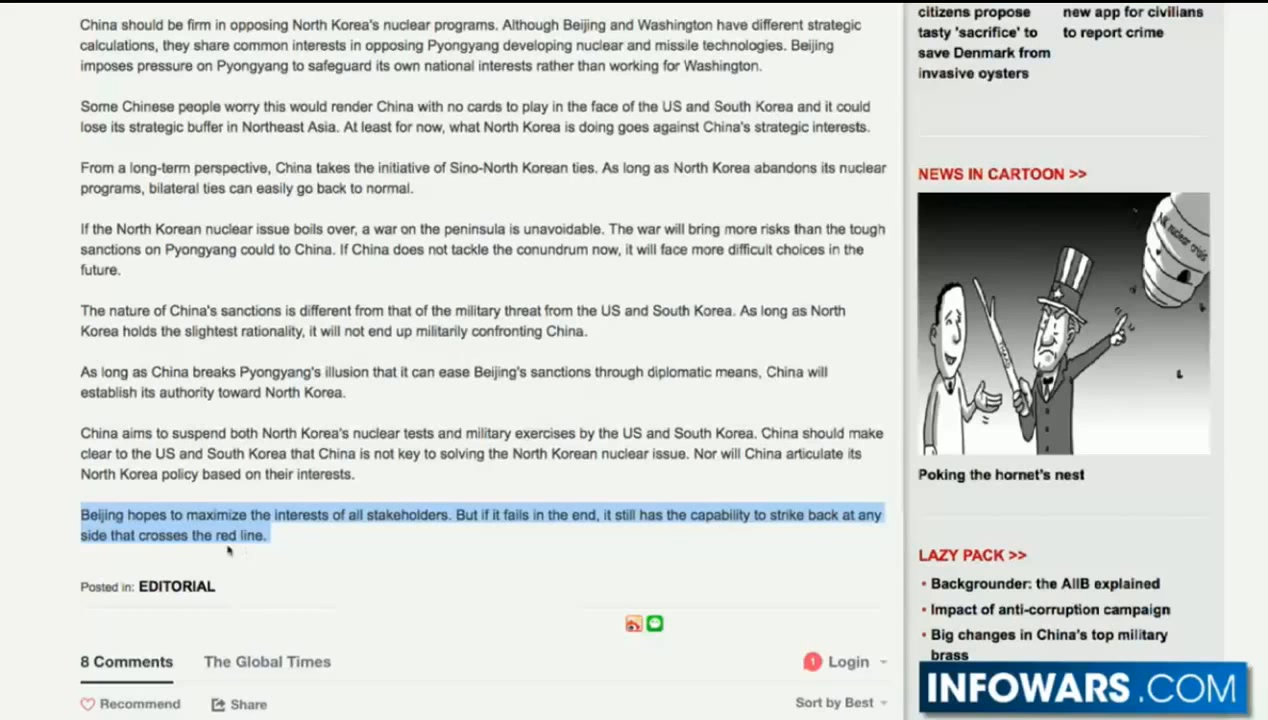 China should be firm in opposing North Korea's nuclear programs. Although Beijing and Washington have different strategic
calculations, they share common interests in opposing Pyongyang developing nuclear and missile technologies. Beijing
imposes pressure on Pyongyang to safeguard its own national interests rather than working for Washington.
Some Chinese people worry this would render China with no cards to play in the face of the US and South Korea and it could
lose its strategic buffer in Northeast Asia. At least for now, what North Korea is doing goes against China's strategic interests.
From a long-term perspective, China takes the initiative of Sino-North Korean ties. As long as North Korea abandons its nuclear
programs, bilateral ties can easily go back to normal.
If the North Korean nuclear issue boils over, a war on the peninsula is unavoidable. The war will bring more risks than the tough
sanctions on Pyongyang could to China. If China does not tackle the conundrum now, it will face more difficult choices in the
future.
The nature of China's sanctions is different from that of the military threat from the US and South Korea. As long as North
Korea holds the slightest rationality, it will not end up militarily confronting China.
As long as China breaks Pyongyang's illusion that it can ease Beijing's sanctions through diplomatic means, China will
establish its authority toward North Korea.
China aims to suspend both North Korea's nuclear tests and military exercises by the US and South Korea. China should make
clear to the US and South Korea that China is not key to solving the North Korean nuclear issue. Nor will China articulate its
North Korea policy based on their interests.
Beijing hopes to maximize the interests of all stakeholders. But if it fails in the end, it still has the capability to strike back at any
side that crosses the red line.
Posted in: EDITORIAL
8 Comments
The Global Times
1
Login
Recommend
Share
Sort by Best
citizens propose
tasty 'sacrifice' to
save Denmark from
invasive oysters
new app for civilians
to report crime
NEWS IN CARTOON >>
nuclear crisis
Poking the hornet's nest
LAZY PACK >>
• Backgrounder: the AIIB explained
• Impact of anti-corruption campaign
• Big changes in China's top military
brass
INFOWARS.COM